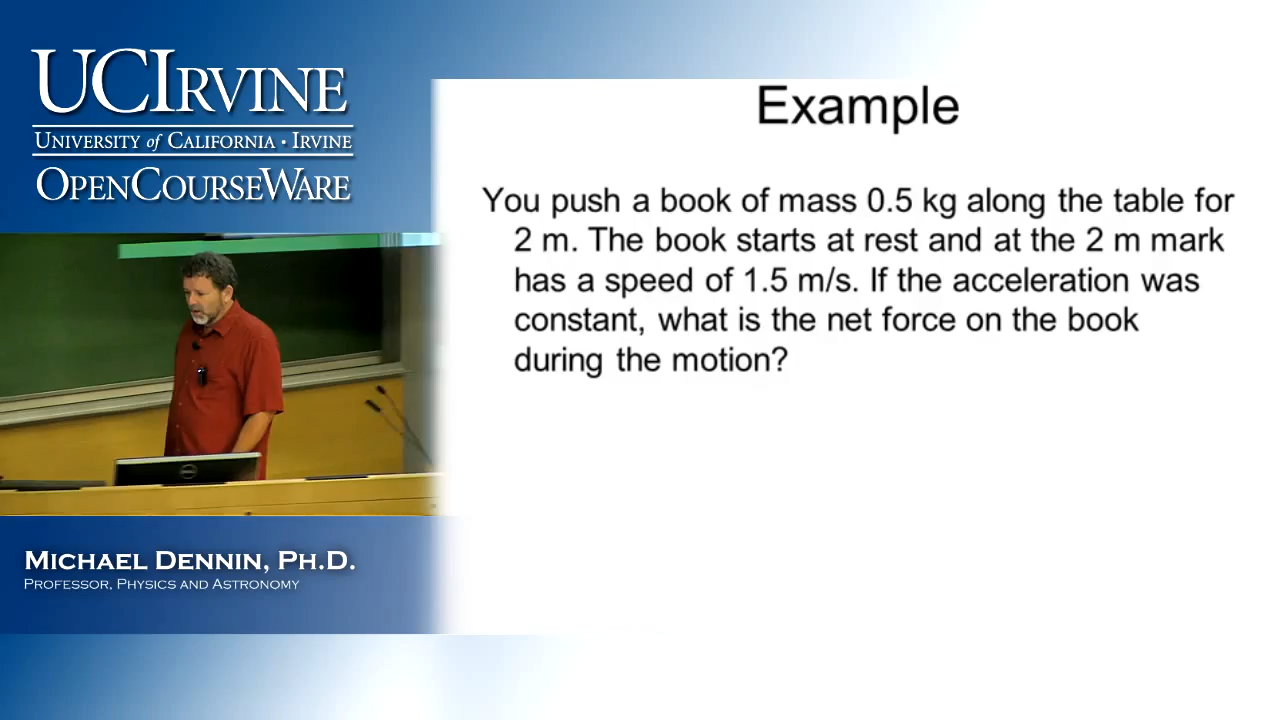 UCIRVINE
UNIVERSITY of CALIFORNIA · IRVINE
OPENCOURSEWARE
Example
You push a book of mass 0.5 kg along the table for
2 m. The book starts at rest and at the 2 m mark
has a speed of 1.5 m/s. If the acceleration was
constant, what is the net force on the book
during the motion?
MICHAEL DENNIN, PH.D.
PROFESSOR, PHYSICS AND ASTRONOMY